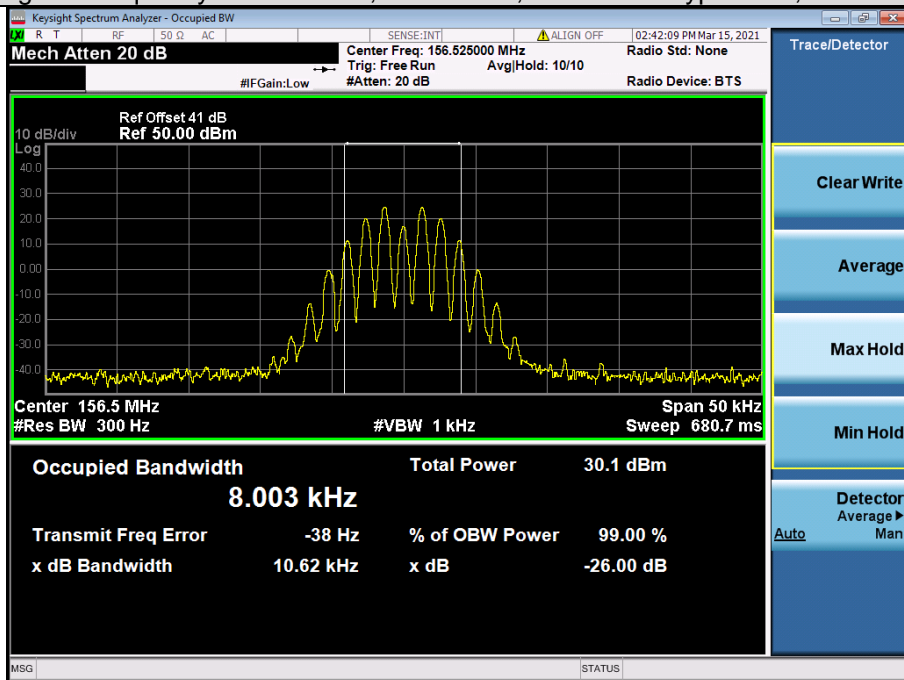 Keysight Spectrum Analyzer - Occupied BW
LXI R T RF 50 Ω AC SENSE:INT ALIGN OFF 02:42:09 PM Mar 15, 2021
Mech Atten 20 dB
Center Freq: 156.525000 MHz Radio Std: None
Trig: Free Run Avg|Hold: 10/10
#IFGain:Low #Atten: 20 dB Radio Device: BTS
Ref Offset 41 dB
10 dB/div Ref 50.00 dBm
Log
40.0
30.0
20.0
10.0
0.00
-10.0
-20.0
-30.0
-40.0
Center 156.5 MHz Span 50 kHz
#Res BW 300 Hz #VBW 1 kHz Sweep 680.7 ms
Occupied Bandwidth Total Power 30.1 dBm
8.003 kHz
Transmit Freq Error -38 Hz % of OBW Power 99.00 %
x dB Bandwidth 10.62 kHz x dB -26.00 dB
MSG STATUS
Trace/Detector
Clear Write
Average
Max Hold
Min Hold
Detector
Average
Auto Man